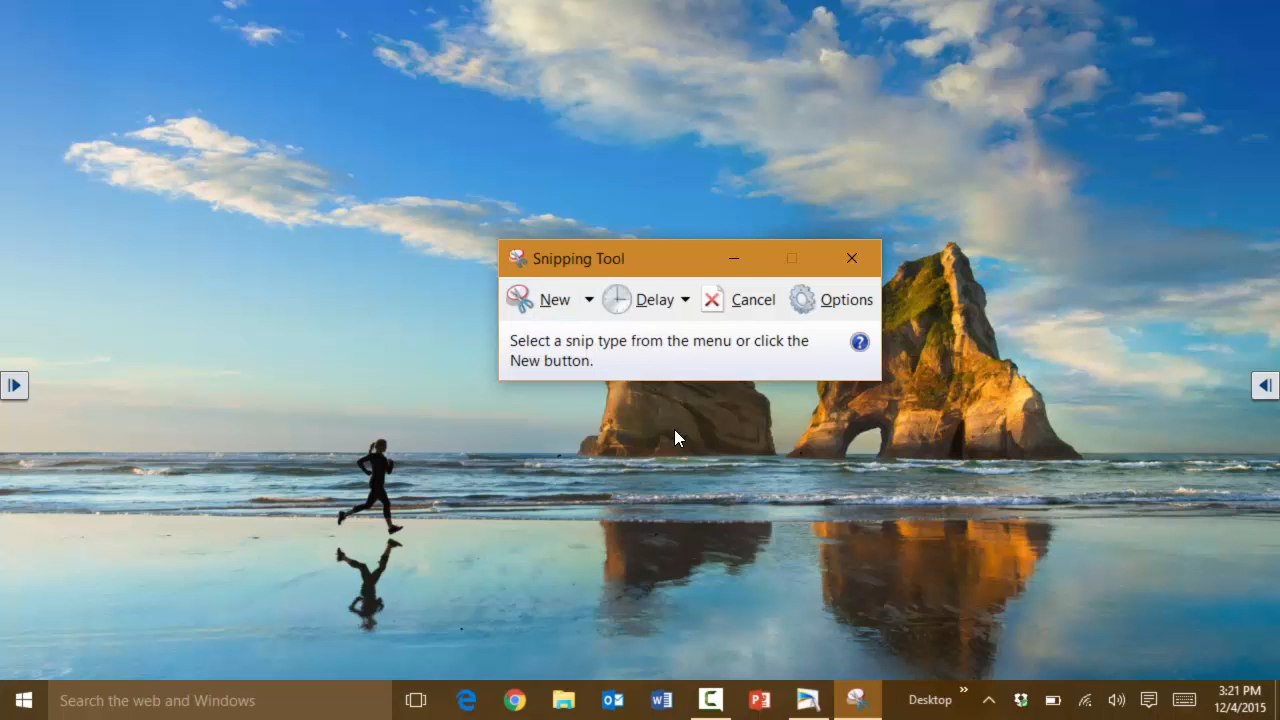 Snipping Tool
New Delay Cancel Options
Select a snip type from the menu or click the
New button.
Search the web and Windows
Desktop
3:21 PM
12/4/2015